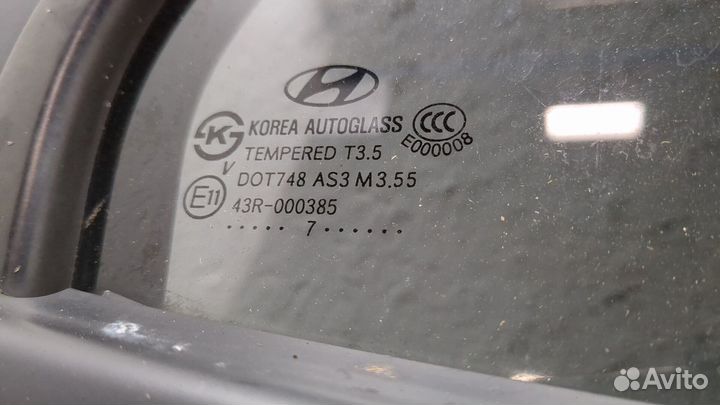 KOREA AUTOGLASS
CCC
E000008
TEMPERED T3.5
V
DOT748 AS3 M3.55
E11
43R-000385
..... 7 ......
Avito